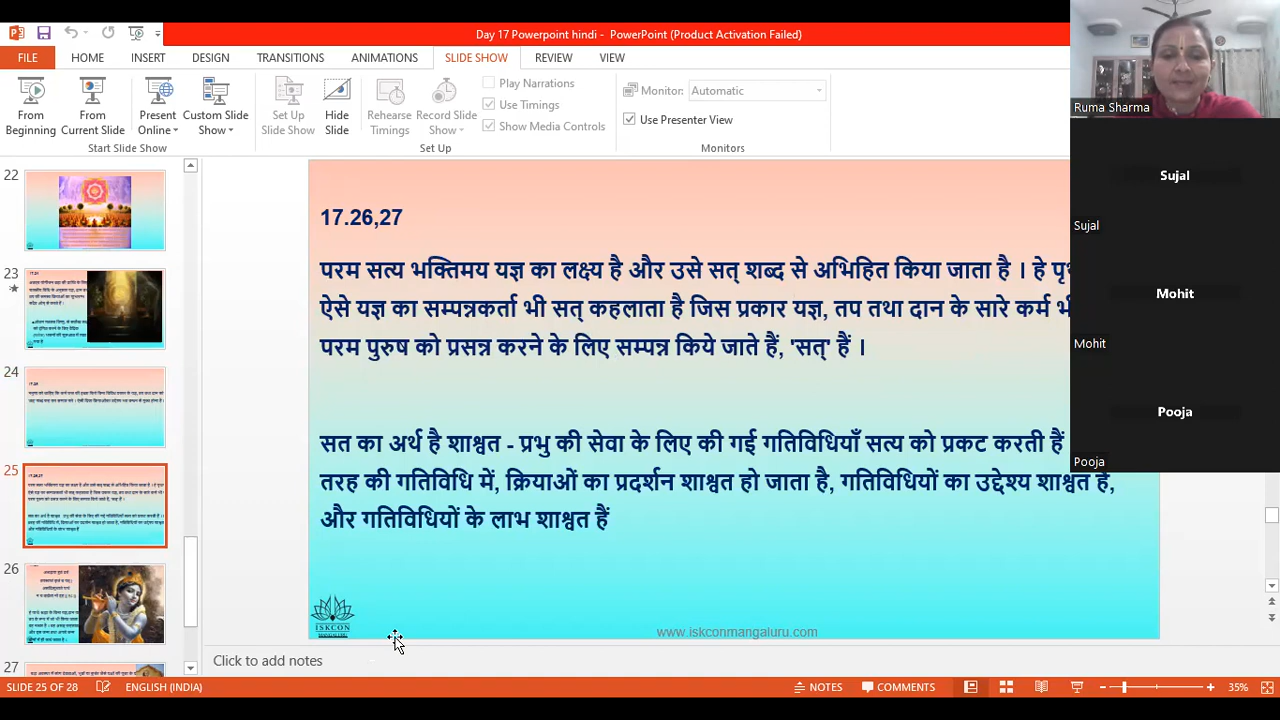 Day 17 Powerpoint hindi - PowerPoint (Product Activation Failed)
FILE HOME INSERT DESIGN TRANSITIONS ANIMATIONS SLIDE SHOW REVIEW VIEW
From Beginning
From Current Slide
Present Online
Custom Slide Show
Start Slide Show
Set Up Slide Show
Hide Slide
Rehearse Timings
Record Slide Show
Play Narrations
Use Timings
Show Media Controls
Set Up
Monitor: Automatic
Use Presenter View
Monitors
Ruma Sharma
Sujal
Sujal
Mohit
Mohit
Pooja
Pooja
22
23
24
25
26
27
17.26,27
परम सत्य भक्तिमय यज्ञ का लक्ष्य है और उसे सत् शब्द से अभिहित किया जाता है । हे
ऐसे यज्ञ का सम्पन्नकर्ता भी सत् कहलाता है जिस प्रकार यज्ञ, तप तथा दान के सारे कर्म भी
परम पुरुष को प्रसन्न करने के लिए सम्पन्न किये जाते हैं, 'सत्' हैं ।
सत का अर्थ है शाश्वत - प्रभु की सेवा के लिए की गई गतिविधियाँ सत्य को प्रकट करती हैं
तरह की गतिविधि में, क्रियाओं का प्रदर्शन शाश्वत हो जाता है, गतिविधियों का उद्देश्य शाश्वत है,
और गतिविधियों के लाभ शाश्वत हैं
ISKCON
MANGALURU
www.iskconmangaluru.com
Click to add notes
SLIDE 25 OF 28 ENGLISH (INDIA) NOTES COMMENTS 35%